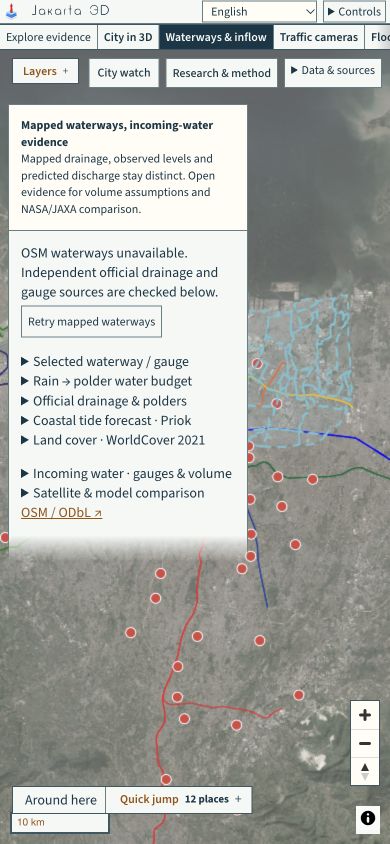 Jakarta 3D
English
Controls
Explore evidence
City in 3D
Waterways & inflow
Traffic cameras
Layers +
City watch
Research & method
Data & sources
Mapped waterways, incoming-water
evidence
Mapped drainage, observed levels and
predicted discharge stay distinct. Open
evidence for volume assumptions and
NASA/JAXA comparison.
OSM waterways unavailable.
Independent official drainage and
gauge sources are checked below.
Retry mapped waterways
Selected waterway / gauge
Rain → polder water budget
Official drainage & polders
Coastal tide forecast · Priok
Land cover · WorldCover 2021
Incoming water · gauges & volume
Satellite & model comparison
OSM / ODbL ↗
Around here
Quick jump 12 places +
10 km